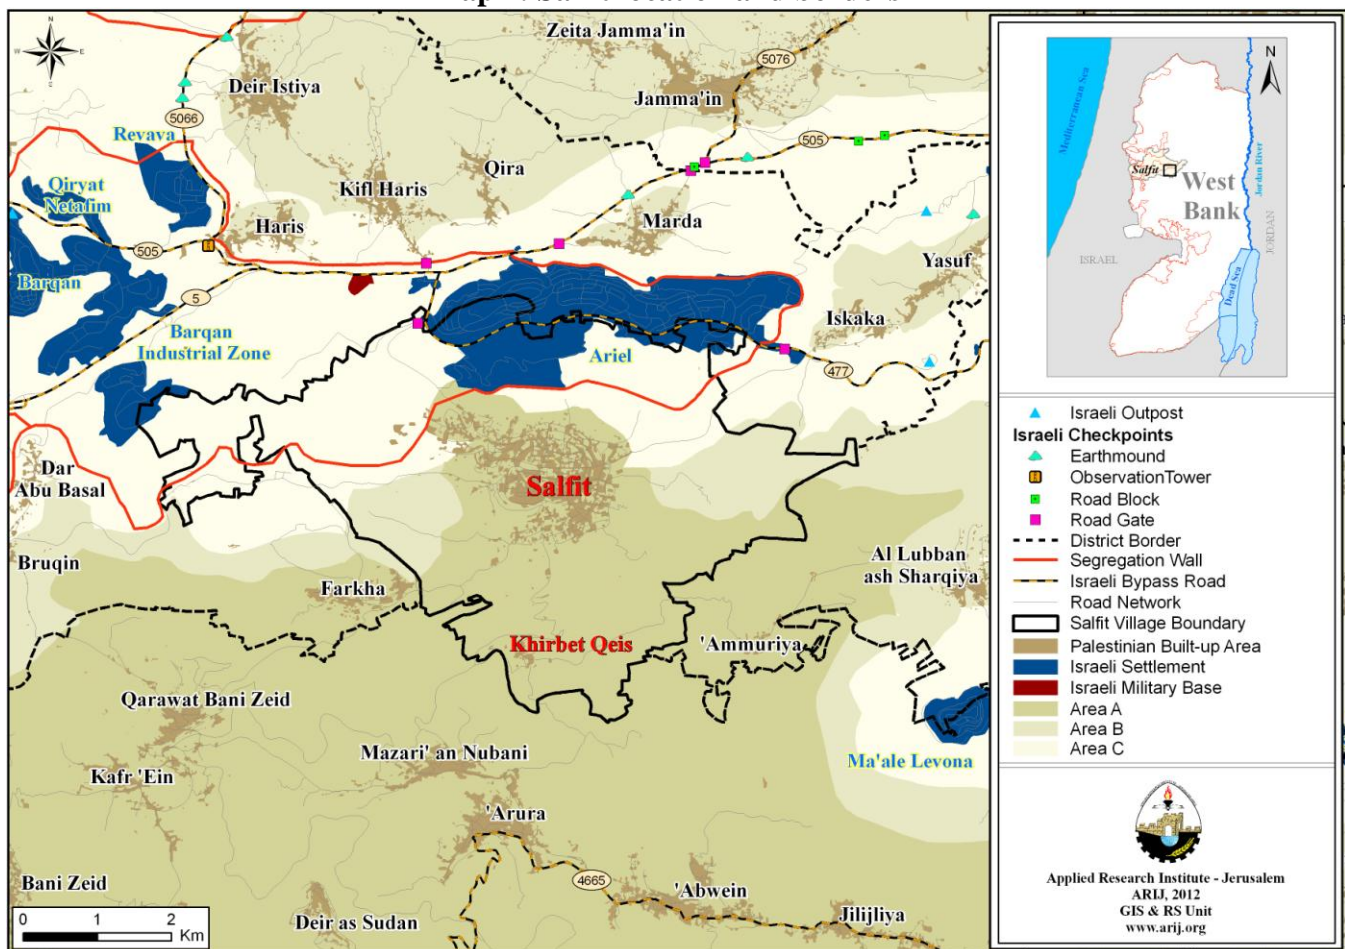 N
W
E
S
Zeita Jamma'in
5076
Deir Istiya
Jamma'in
5066
Revava
505
Qiryat
Netafim
Qira
Kifl Haris
Haris
Marda
505
Yasuf
Barqan
5
Iskaka
Barqan
Industrial Zone
Ariel
477
Dar
Abu Basal
Salfit
Bruqin
Al Lubban
ash Sharqiya
Farkha
Khirbet Qeis
'Ammuriya
Qarawat Bani Zeid
Mazari' an Nubani
Ma'ale Levona
Kafr 'Ein
'Arura
Bani Zeid
4665
'Abwein
Jilijliya
Deir as Sudan
0 1 2
Km
N
Mediterranean Sea
Salfit
West
Bank
Jordan River
JORDAN
ISRAEL
Dead Sea
Israeli Outpost
Israeli Checkpoints
Earthmound
ObservationTower
Road Block
Road Gate
District Border
Segregation Wall
Israeli Bypass Road
Road Network
Salfit Village Boundary
Palestinian Built-up Area
Israeli Settlement
Israeli Military Base
Area A
Area B
Area C
Applied Research Institute - Jerusalem
ARIJ, 2012
GIS & RS Unit
www.arij.org